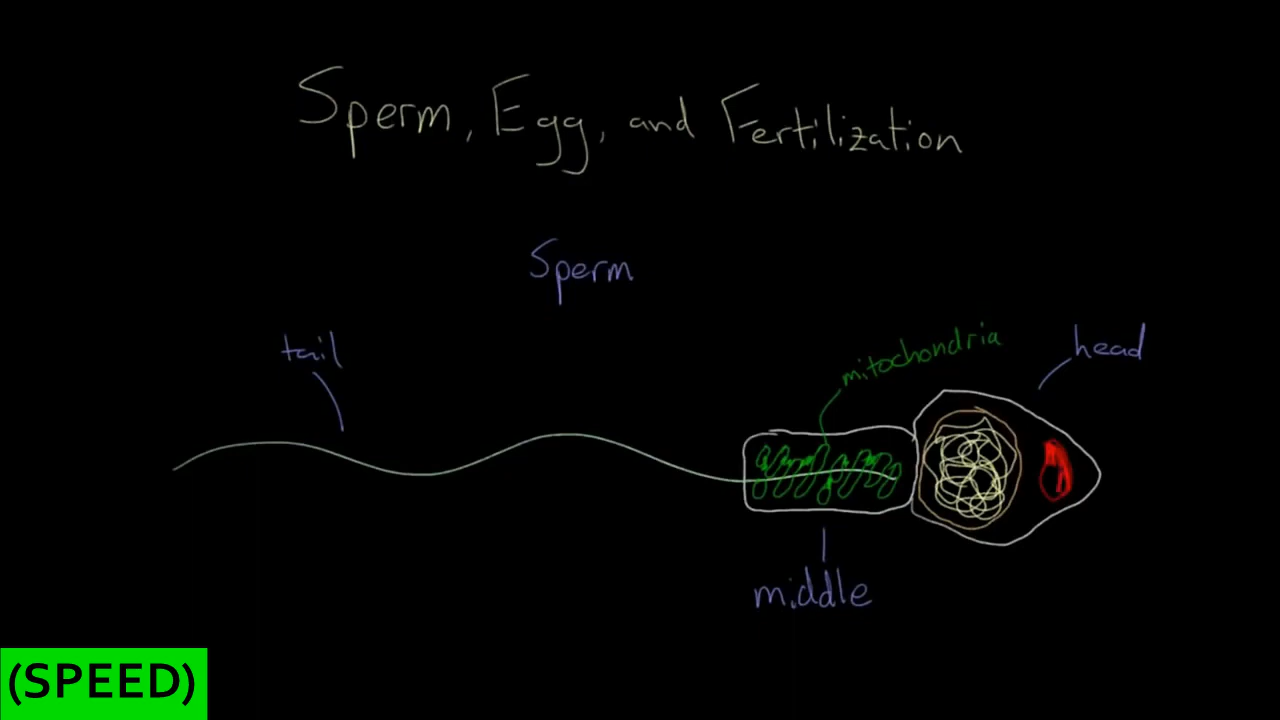 Sperm, Egg, and Fertilization
Sperm
tail
mitochondria
head
middle
(SPEED)